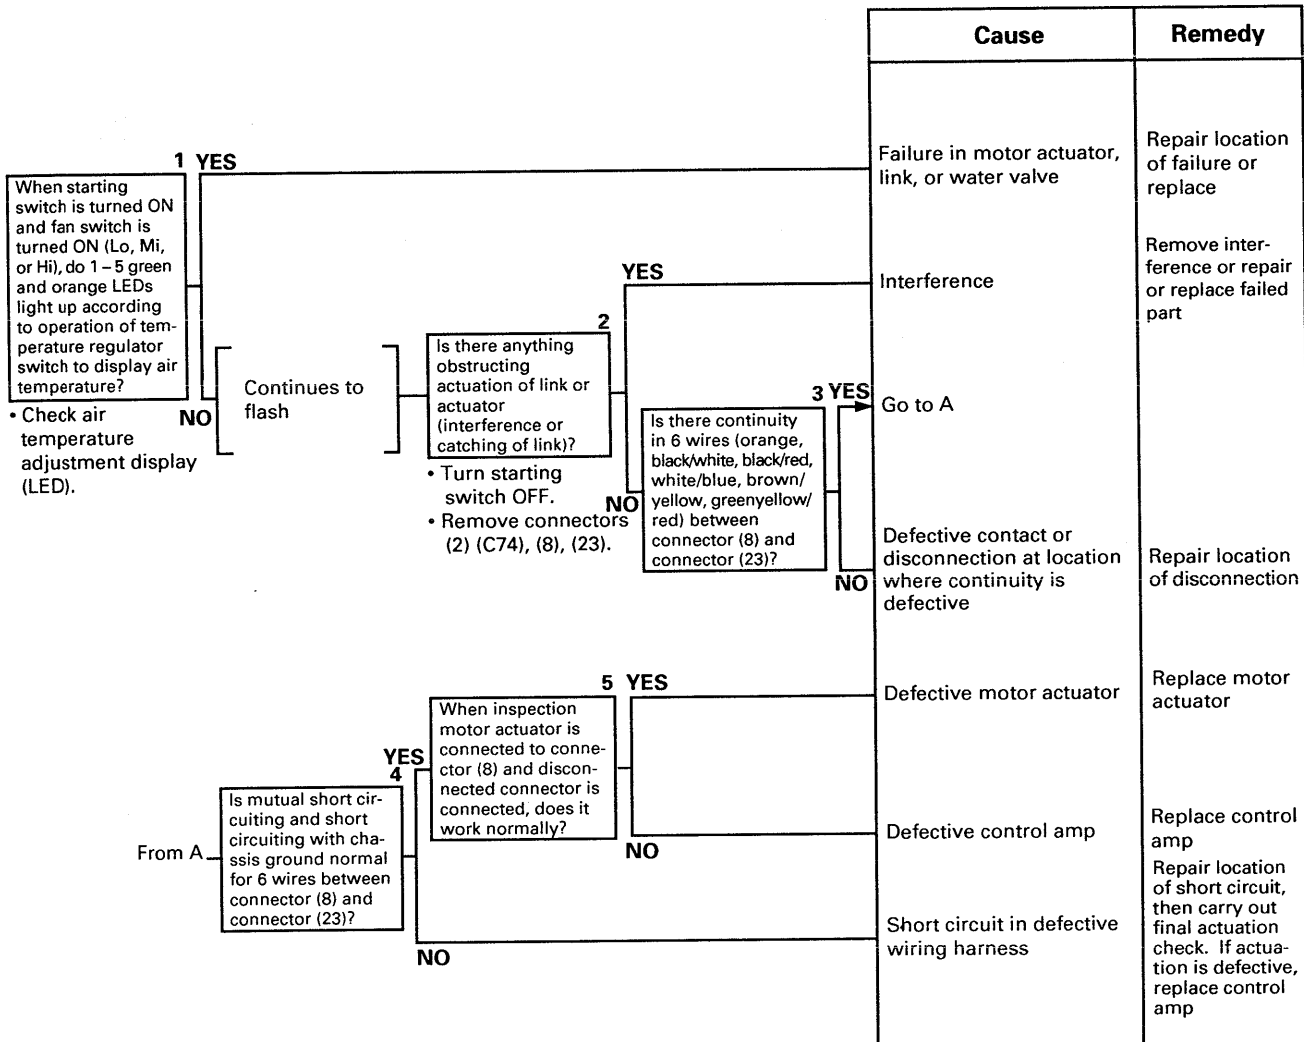 Cause
Remedy
1 YES
When starting
switch is turned ON
and fan switch is
turned ON (Lo, Mi,
or Hi), do 1 – 5 green
and orange LEDs
light up according
to operation of tem-
perature regulator
switch to display air
temperature?
• Check air
temperature
adjustment display
(LED).
NO
Continues to
flash
Failure in motor actuator,
link, or water valve
Repair location
of failure or
replace
2
YES
Is there anything
obstructing
actuation of link or
actuator
(interference or
catching of link)?
• Turn starting
switch OFF.
• Remove connectors
(2) (C74), (8), (23).
NO
Interference
Remove inter-
ference or repair
or replace failed
part
3 YES
Is there continuity
in 6 wires (orange,
black/white, black/red,
white/blue, brown/
yellow, greenyellow/
red) between
connector (8) and
connector (23)?
NO
Go to A
Defective contact or
disconnection at location
where continuity is
defective
Repair location
of disconnection
5 YES
When inspection
motor actuator is
connected to conne-
ctor (8) and discon-
nected connector is
connected, does it
work normally?
NO
Defective motor actuator
Replace motor
actuator
YES
4
From A
Is mutual short cir-
cuiting and short
circuiting with cha-
ssis ground normal
for 6 wires between
connector (8) and
connector (23)?
NO
Defective control amp
Replace control
amp
Short circuit in defective
wiring harness
Repair location
of short circuit,
then carry out
final actuation
check. If actua-
tion is defective,
replace control
amp